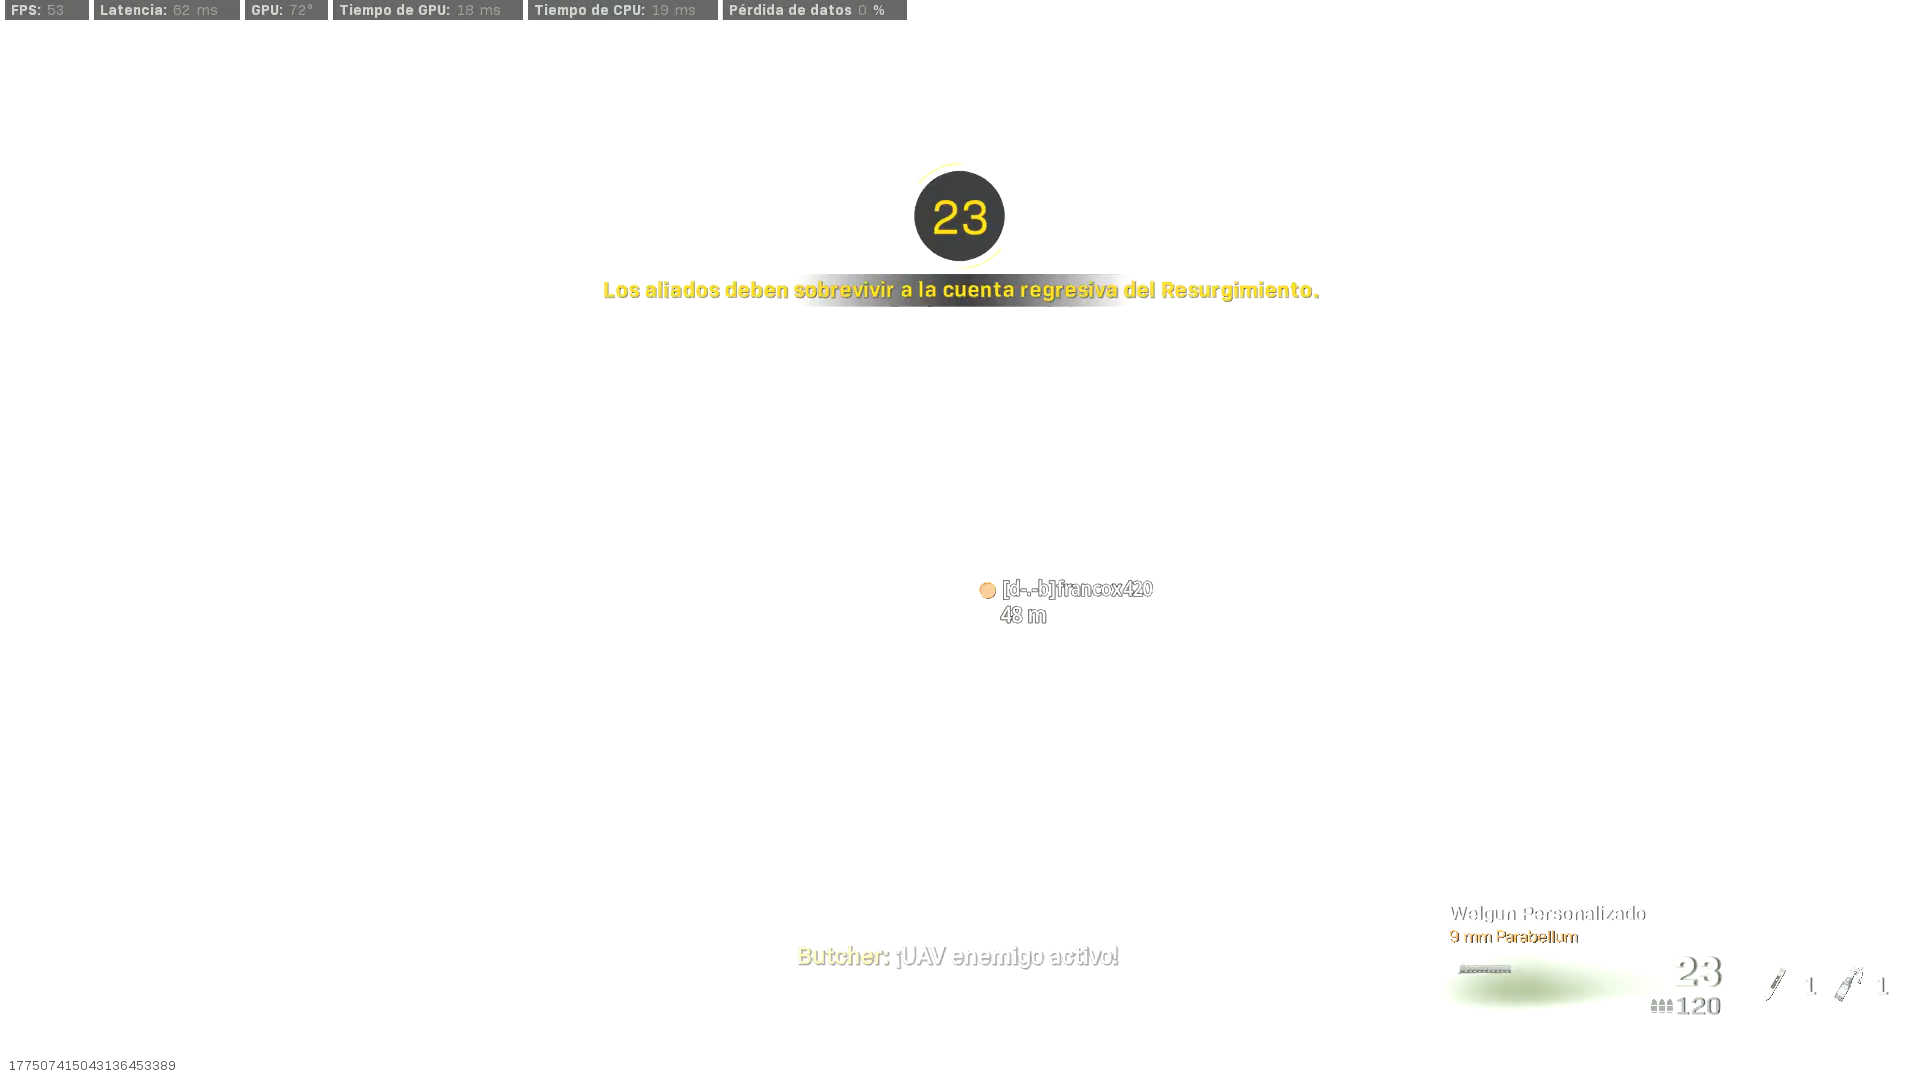 FPS: 53 Latencia: 62 ms GPU: 72° Tiempo de GPU: 18 ms Tiempo de CPU: 19 ms Pérdida de datos 0 %
23
Los aliados deben sobrevivir a la cuenta regresiva del Resurgimiento.
[d-.-b]francox420
48 m
Welgun Personalizado
9 mm Parabellum
Butcher: ¡UAV enemigo activo!
23
120
1
1
177507415043136453389